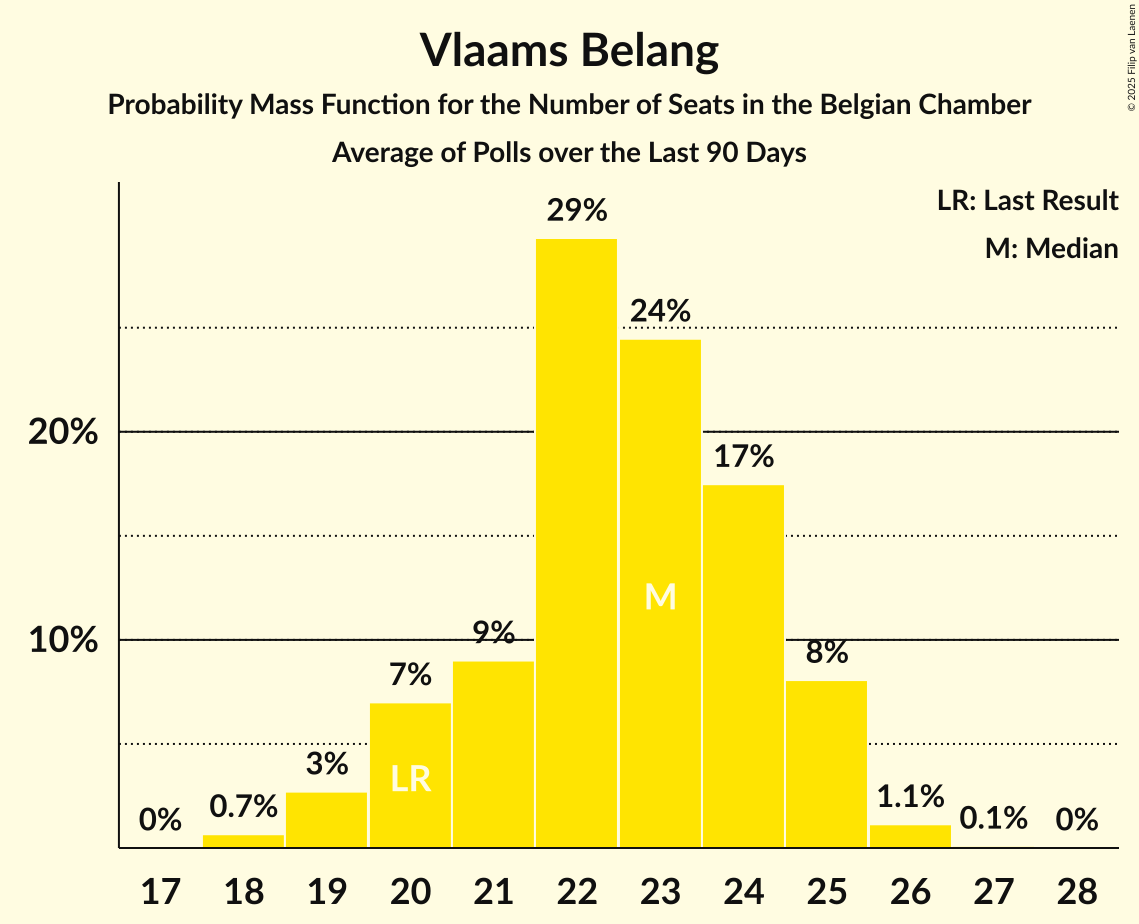 Vlaams Belang
Probability Mass Function for the Number of Seats in the Belgian Chamber
Average of Polls over the Last 90 Days
© 2025 Filip van Laenen
LR: Last Result
M: Median
29%
24%
20%
17%
M
10%
9%
8%
7%
LR
3%
1.1%
0.7%
0%
0.1%
0%
17 18 19 20 21 22 23 24 25 26 27 28